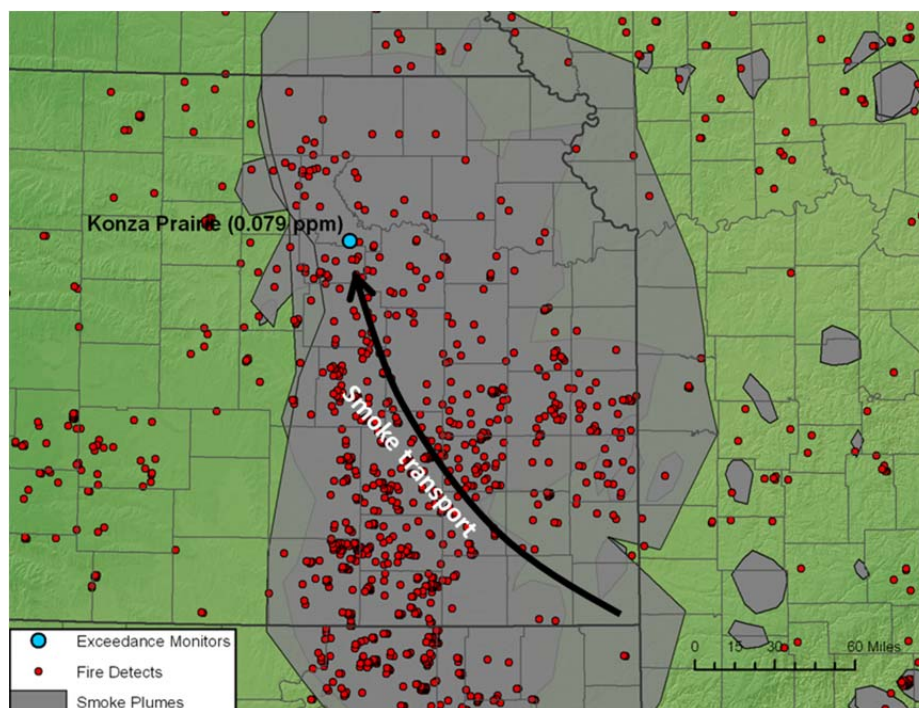 Konza Prairie (0.079 ppm)
Smoke transport
0 15 30 60 Miles
Exceedance Monitors
Fire Detects
Smoke Plumes